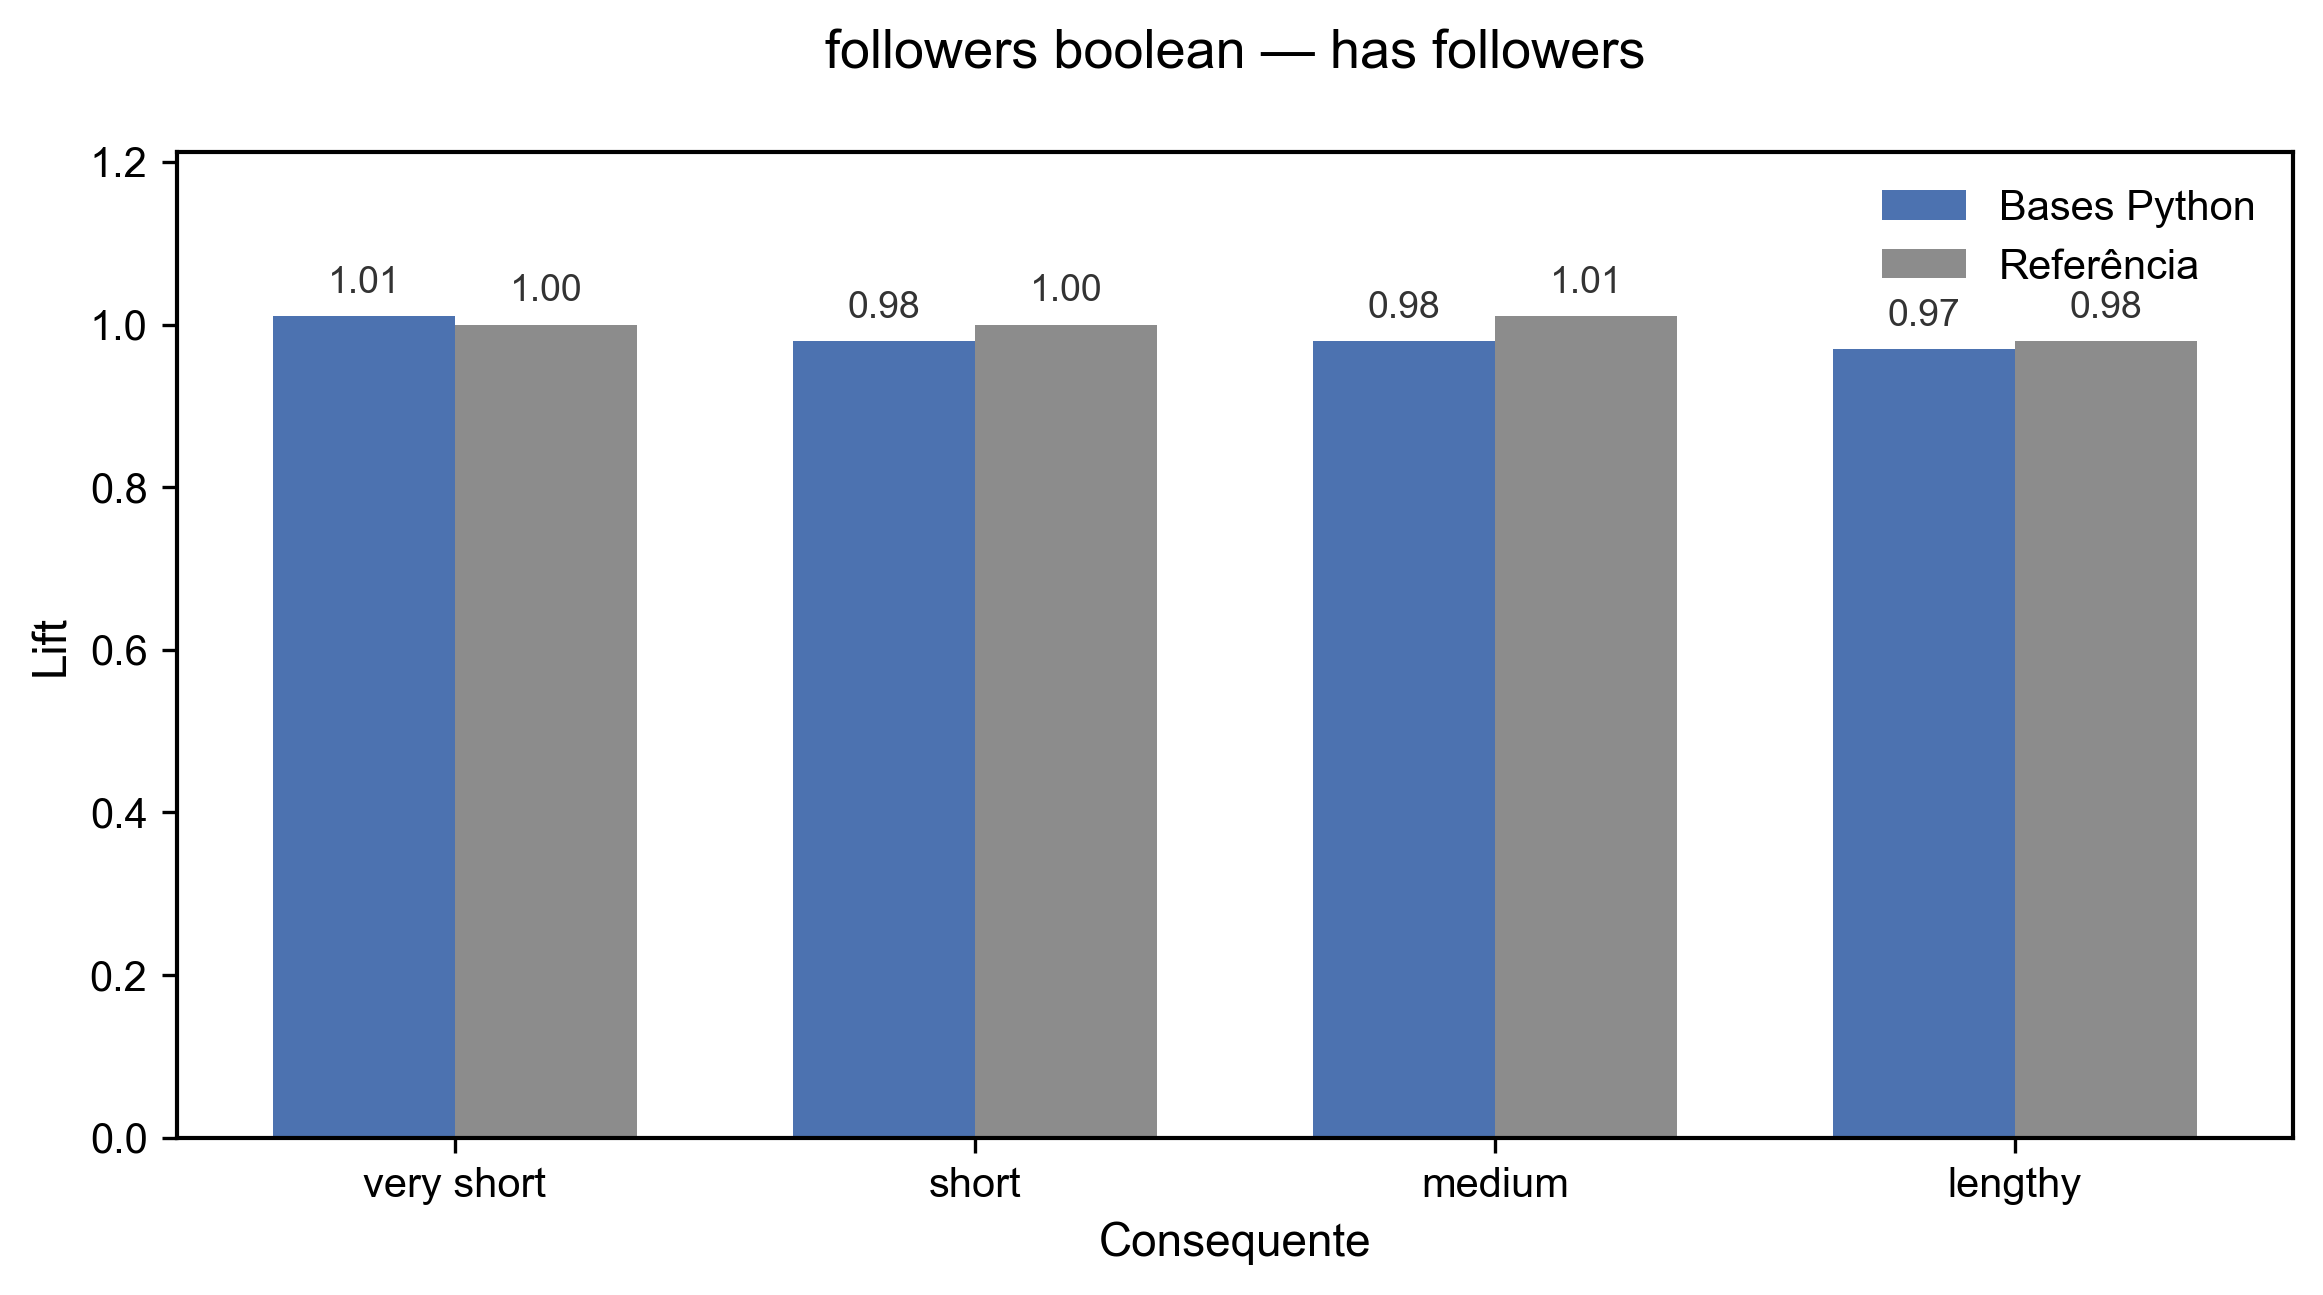 followers boolean — has followers
1.2
1.0
0.8
0.6
0.4
0.2
0.0
Lift
Bases Python
Referência
1.01 1.00 0.98 1.00 0.98 1.01 0.97 0.98
very short short medium lengthy
Consequente